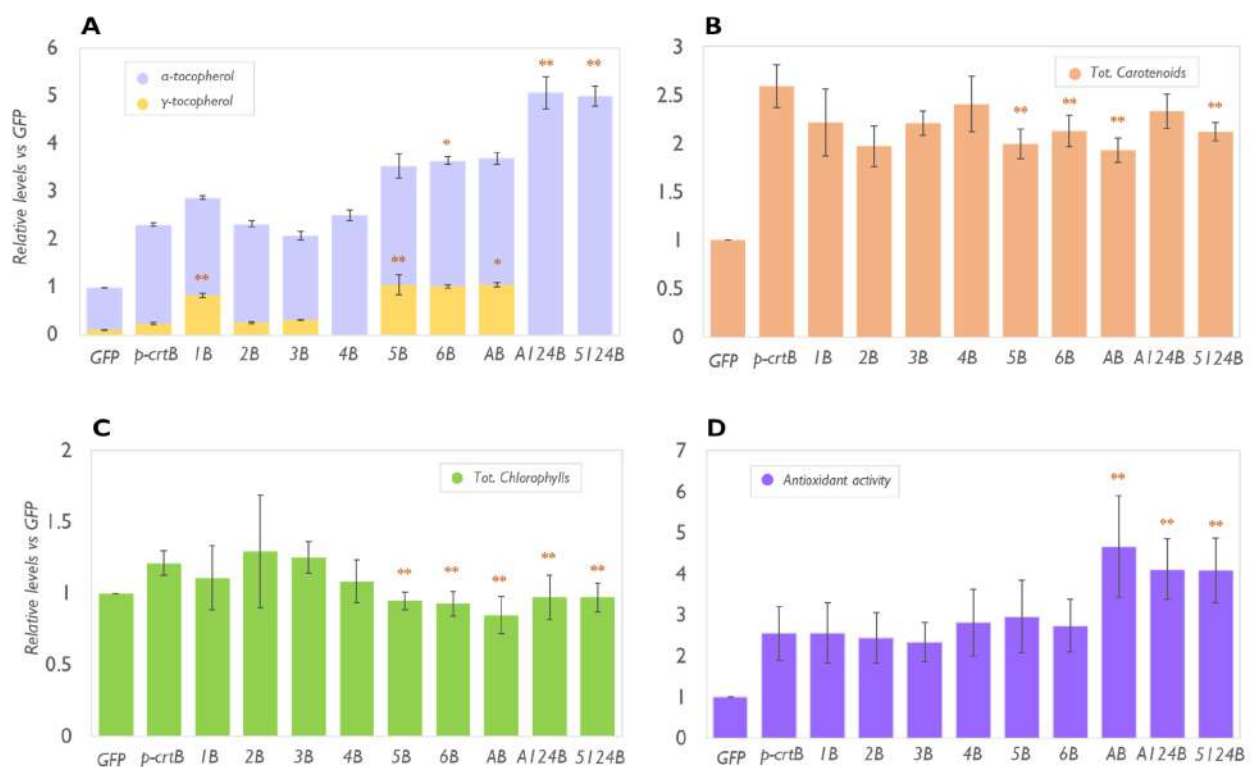 A
Relative levels vs GFP
6
5
4
3
2
1
0
α-tocopherol
γ-tocopherol
** **
*
** ** *
GFP p-crtB 1B 2B 3B 4B 5B 6B AB A124B 5124B
B
3
2.5
2
1.5
1
0.5
0
Tot. Carotenoids
** ** ** **
GFP p-crtB 1B 2B 3B 4B 5B 6B AB A124B 5124B
C
Relative levels vs GFP
2
1.5
1
0.5
0
Tot. Chlorophylls
** ** ** ** **
GFP p-crtB 1B 2B 3B 4B 5B 6B AB A124B 5124B
D
7
6
5
4
3
2
1
0
Antioxidant activity
** ** **
GFP p-crtB 1B 2B 3B 4B 5B 6B AB A124B 5124B